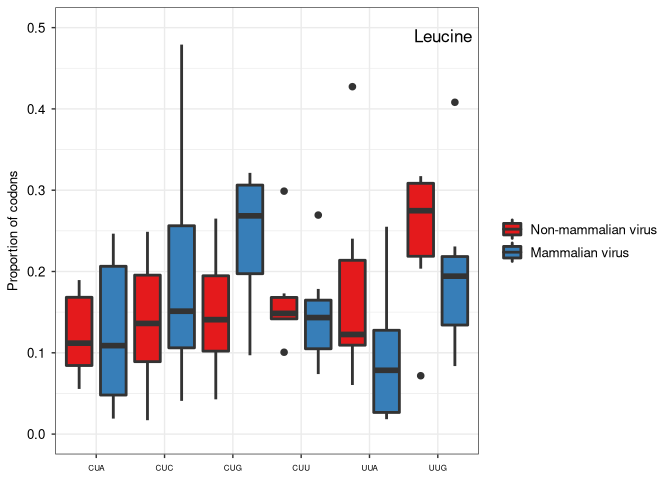 Leucine
0.5
0.4
0.3
0.2
0.1
0.0
Proportion of codons
CUA CUC CUG CUU UUA UUG
Non-mammalian virus
Mammalian virus